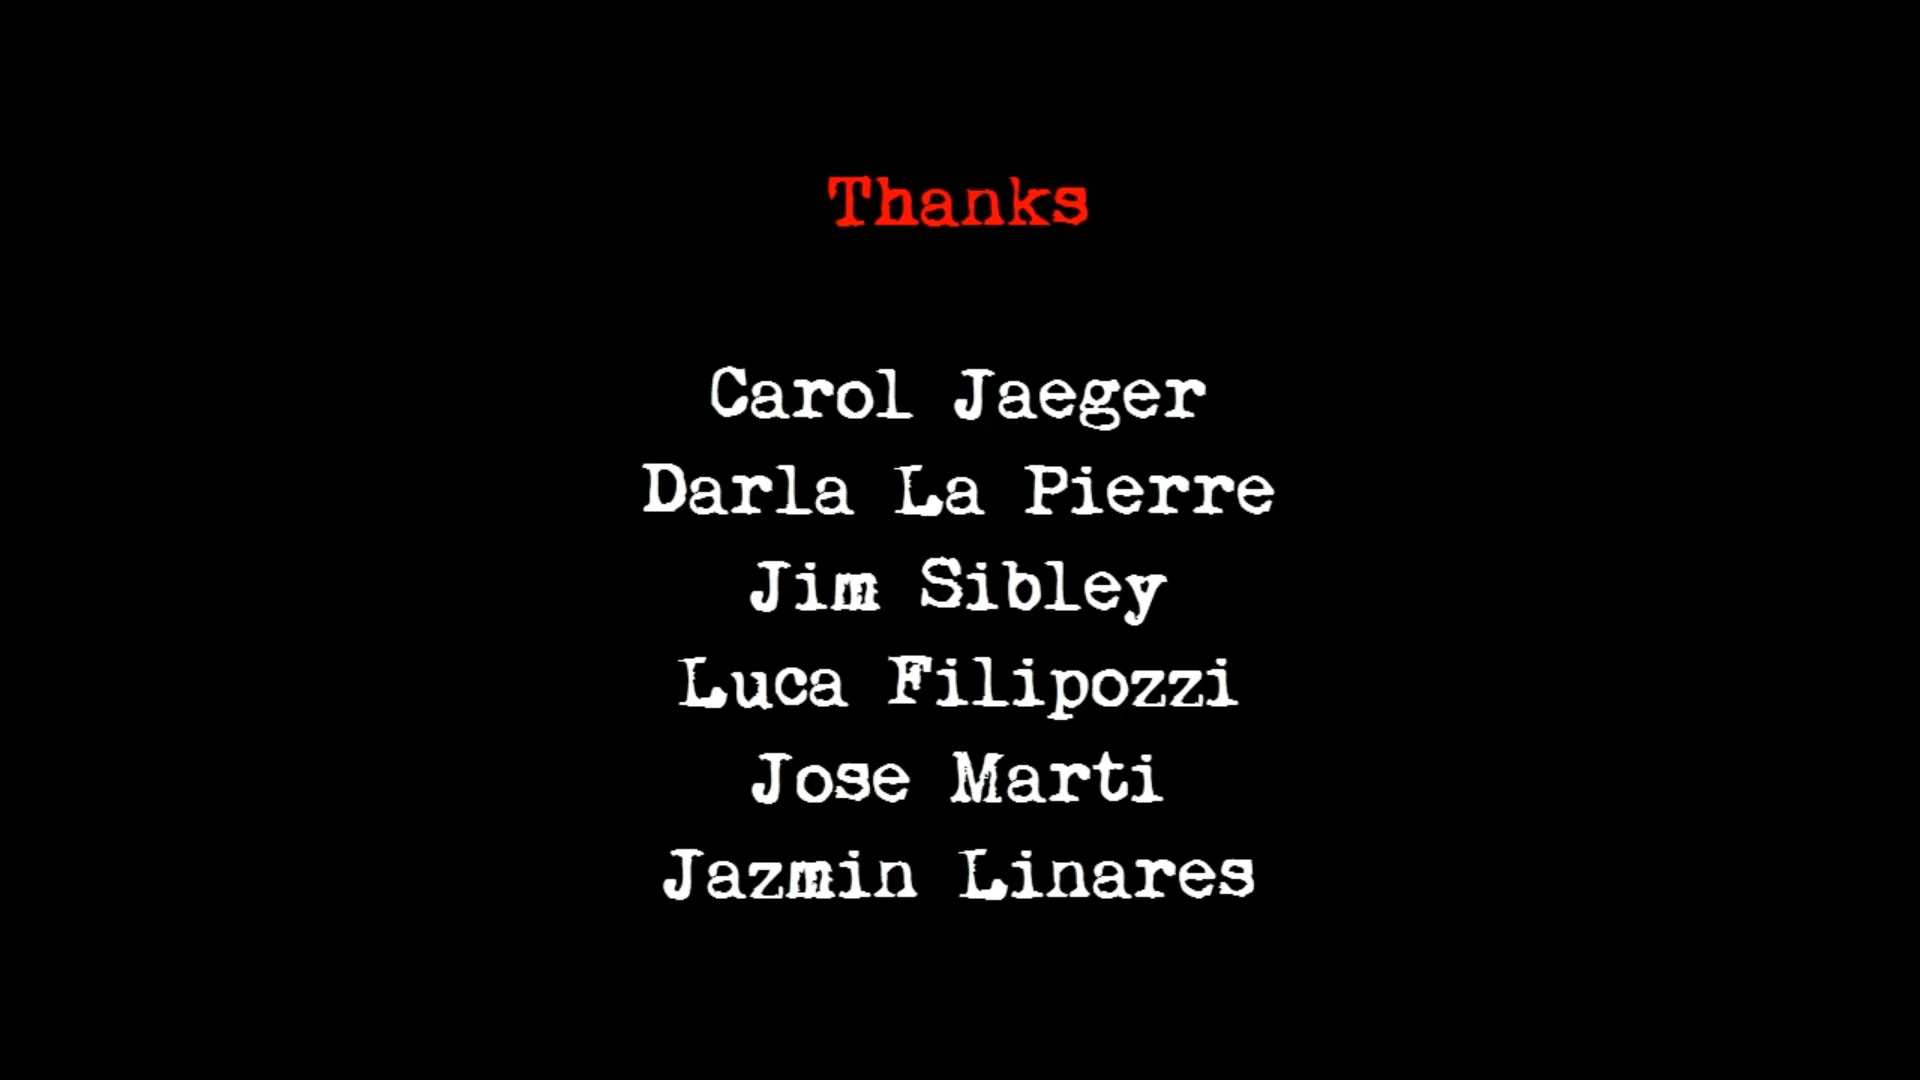 Thanks
Carol Jaeger
Darla La Pierre
Jim Sibley
Luca Filipozzi
Jose Marti
Jazmin Linares